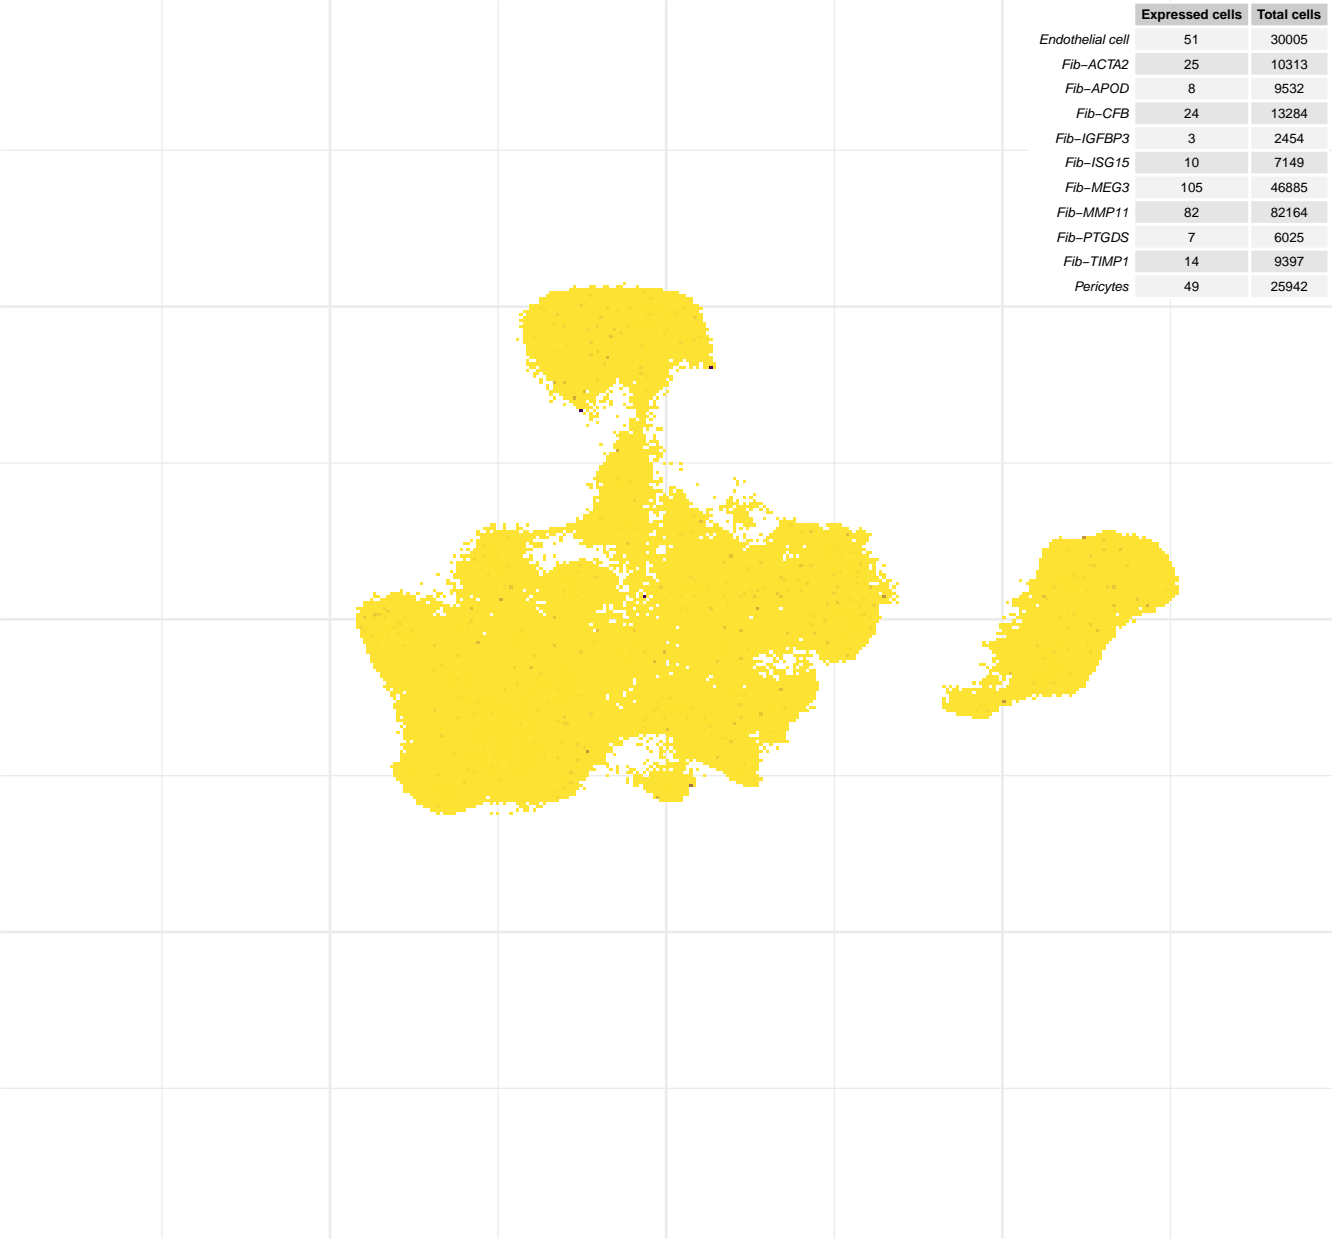 Expressed cells Total cells
Endothelial cell 51 30005
Fib−ACTA2 25 10313
Fib−APOD 8 9532
Fib−CFB 24 13284
Fib−IGFBP3 3 2454
Fib−ISG15 10 7149
Fib−MEG3 105 46885
Fib−MMP11 82 82164
Fib−PTGDS 7 6025
Fib−TIMP1 14 9397
Pericytes 49 25942